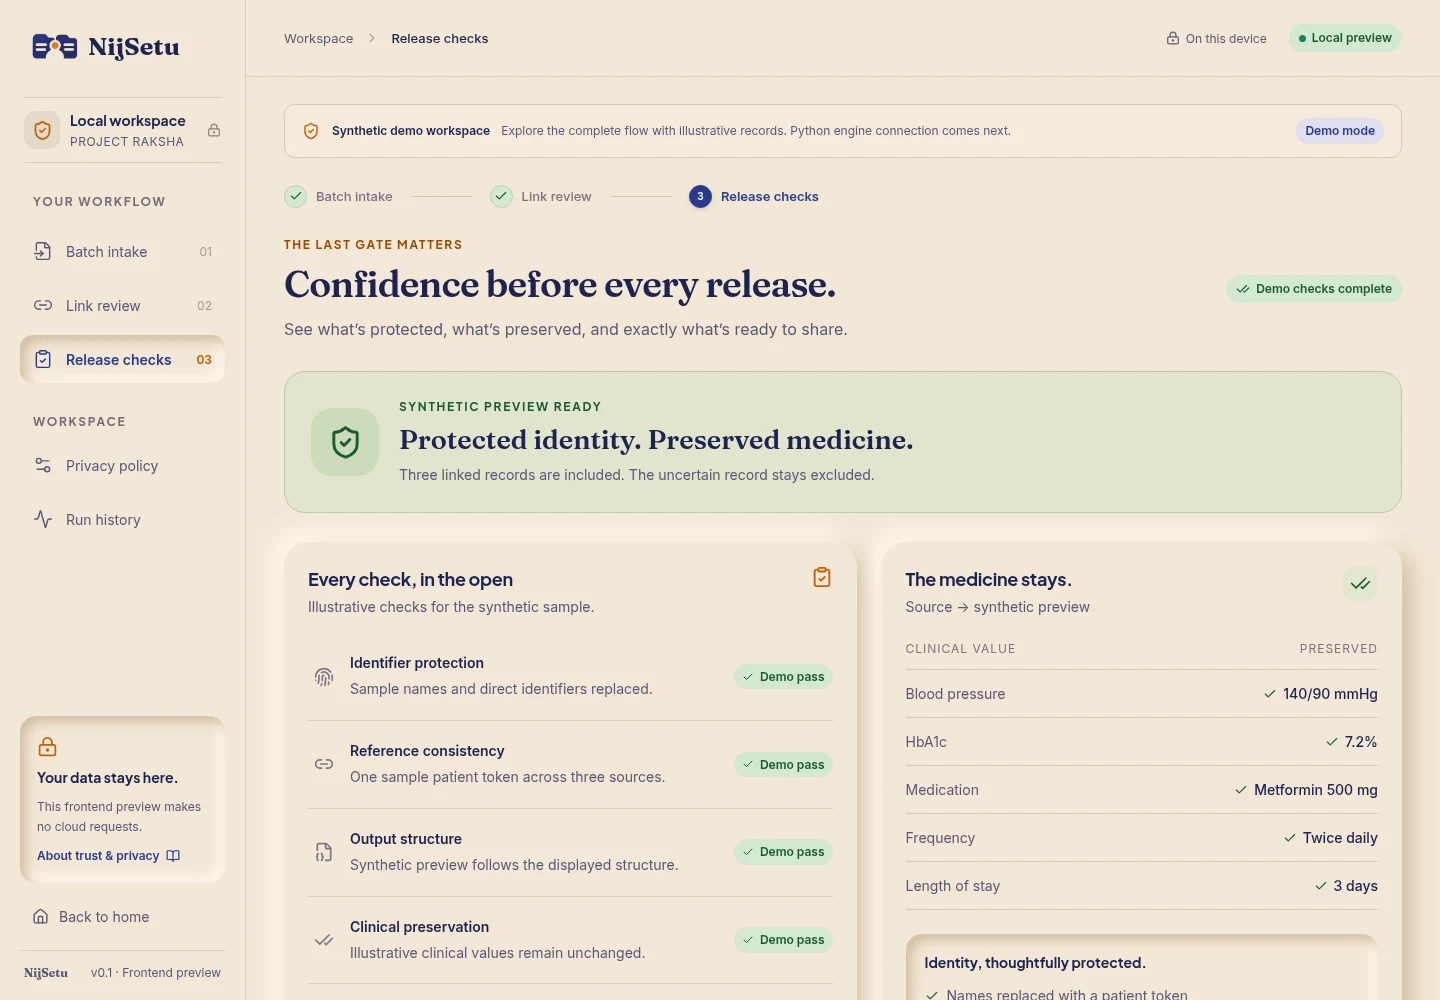 NijSetu
Local workspace
PROJECT RAKSHA
YOUR WORKFLOW
Batch intake 01
Link review 02
Release checks 03
WORKSPACE
Privacy policy
Run history
Your data stays here.
This frontend preview makes
no cloud requests.
About trust & privacy
Back to home
NijSetu v0.1 · Frontend preview
Workspace > Release checks
On this device
Local preview
Synthetic demo workspace Explore the complete flow with illustrative records. Python engine connection comes next.
Demo mode
Batch intake
Link review
3 Release checks
THE LAST GATE MATTERS
Confidence before every release.
See what's protected, what's preserved, and exactly what's ready to share.
Demo checks complete
SYNTHETIC PREVIEW READY
Protected identity. Preserved medicine.
Three linked records are included. The uncertain record stays excluded.
Every check, in the open
Illustrative checks for the synthetic sample.
Identifier protection
Sample names and direct identifiers replaced.
Demo pass
Reference consistency
One sample patient token across three sources.
Demo pass
Output structure
Synthetic preview follows the displayed structure.
Demo pass
Clinical preservation
Illustrative clinical values remain unchanged.
Demo pass
The medicine stays.
Source → synthetic preview
CLINICAL VALUE PRESERVED
Blood pressure 140/90 mmHg
HbA1c 7.2%
Medication Metformin 500 mg
Frequency Twice daily
Length of stay 3 days
Identity, thoughtfully protected.
Names replaced with a patient token